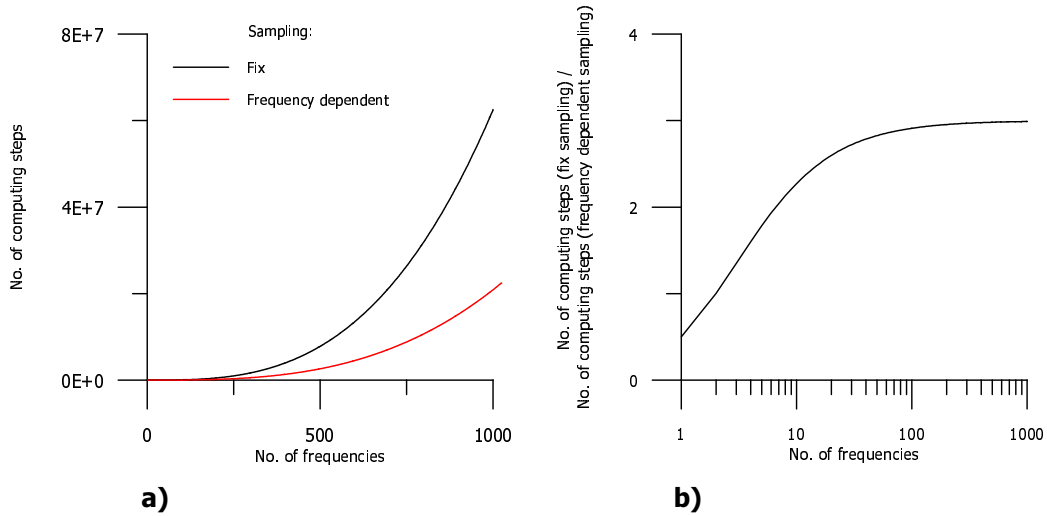 Sampling:
Fix
Frequency dependent
No. of computing steps
8E+7
4E+7
0E+0
0
500
1000
No. of frequencies
a)
No. of computing steps (fix sampling) /
No. of computing steps (frequency dependent sampling)
4
2
0
1
10
100
1000
No. of frequencies
b)